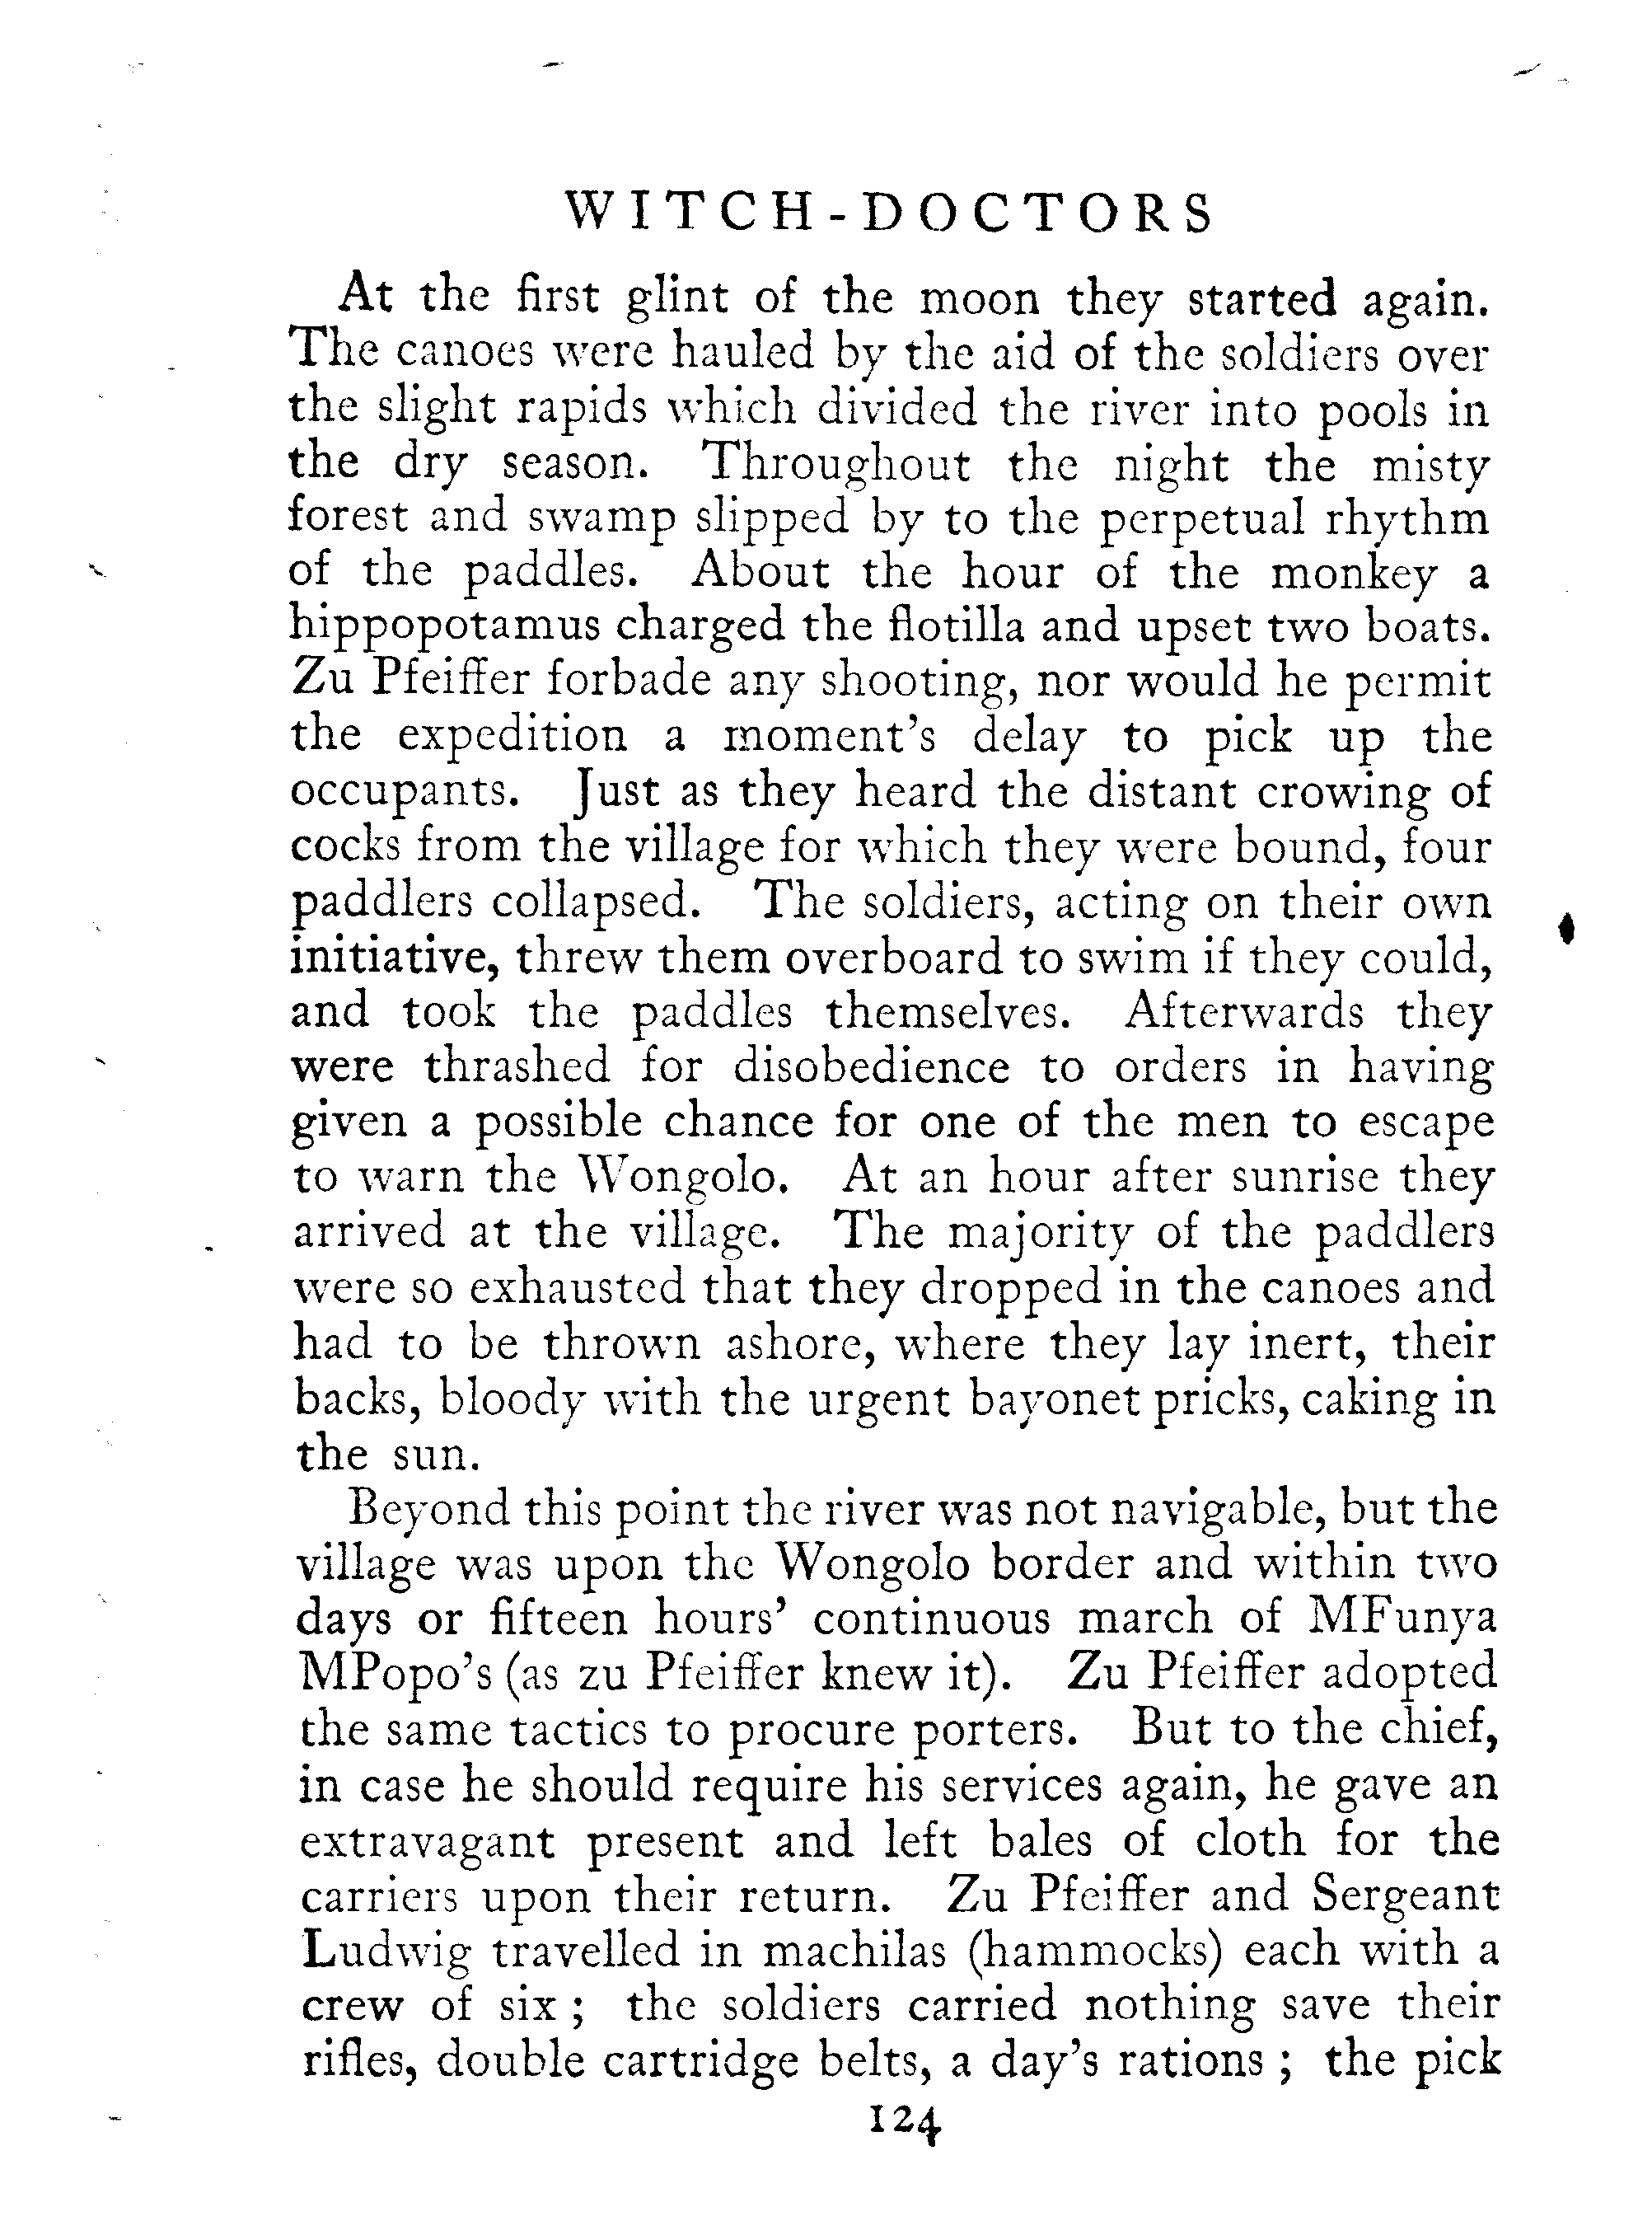 WITCH-DOCTORS
At the first glint of the moon they started again.
The canoes were hauled by the aid of the soldiers over
the slight rapids which divided the river into pools in
the dry season. Throughout the night the misty
forest and swamp slipped by to the perpetual rhythm
of the paddles. About the hour of the monkey a
hippopotamus charged the flotilla and upset two boats.
Zu Pfeiffer forbade any shooting, nor would he permit
the expedition a moment's delay to pick up the
occupants. Just as they heard the distant crowing of
cocks from the village for which they were bound, four
paddlers collapsed. The soldiers, acting on their own
initiative, threw them overboard to swim if they could,
and took the paddles themselves. Afterwards they
were thrashed for disobedience to orders in having
given a possible chance for one of the men to escape
to warn the Wongolo. At an hour after sunrise they
arrived at the village. The majority of the paddlers
were so exhausted that they dropped in the canoes and
had to be thrown ashore, where they lay inert, their
backs, bloody with the urgent bayonet pricks, caking in
the sun.
Beyond this point the river was not navigable, but the
village was upon the Wongolo border and within two
days or fifteen hours' continuous march of MFunya
MPopo's (as zu Pfeiffer knew it). Zu Pfeiffer adopted
the same tactics to procure porters. But to the chief,
in case he should require his services again, he gave an
extravagant present and left bales of cloth for the
carriers upon their return. Zu Pfeiffer and Sergeant
Ludwig travelled in machilas (hammocks) each with a
crew of six ; the soldiers carried nothing save their
rifles, double cartridge belts, a day's rations ; the pick
124